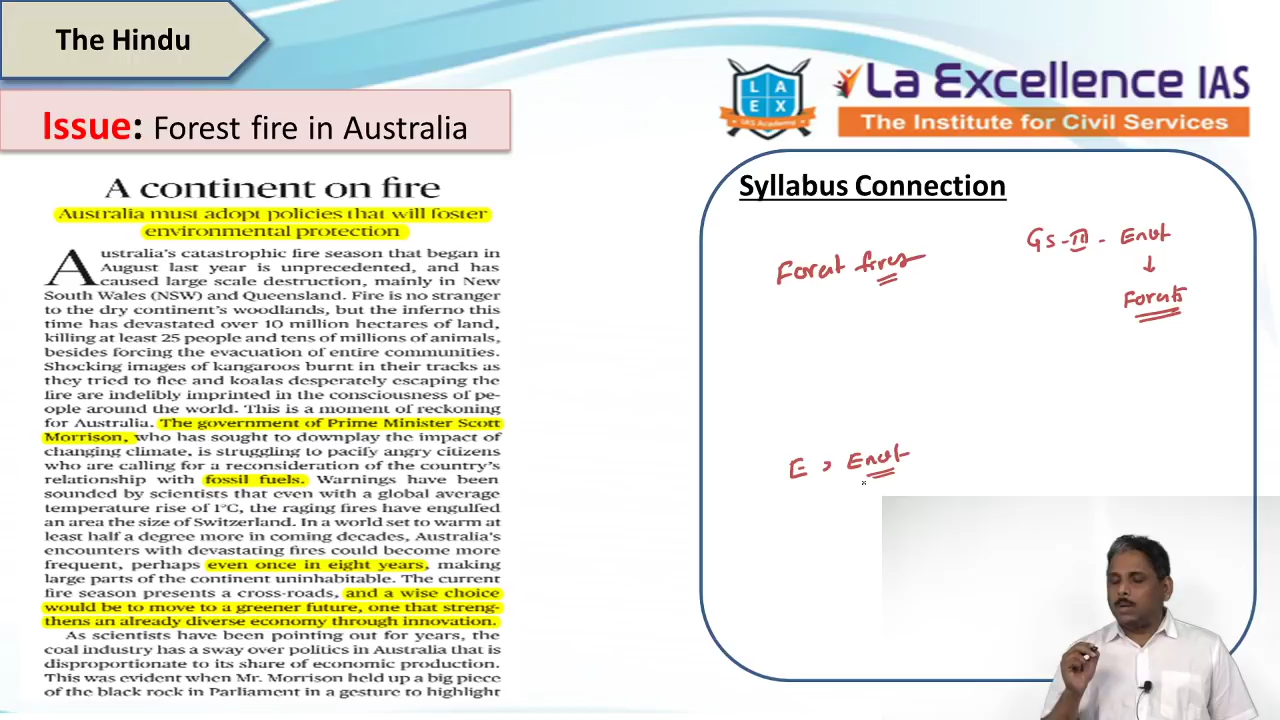 The Hindu
Issue: Forest fire in Australia
L A
E X
IAS Academy
La Excellence IAS
The Institute for Civil Services
A continent on fire
Australia must adopt policies that will foster
environmental protection
Australia's catastrophic fire season that began in
August last year is unprecedented, and has
caused large scale destruction, mainly in New
South Wales (NSW) and Queensland. Fire is no stranger
to the dry continent's woodlands, but the inferno this
time has devastated over 10 million hectares of land,
killing at least 25 people and tens of millions of animals,
besides forcing the evacuation of entire communities.
Shocking images of kangaroos burnt in their tracks as
they tried to flee and koalas desperately escaping the
fire are indelibly imprinted in the consciousness of pe-
ople around the world. This is a moment of reckoning
for Australia. The government of Prime Minister Scott
Morrison, who has sought to downplay the impact of
changing climate, is struggling to pacify angry citizens
who are calling for a reconsideration of the country's
relationship with fossil fuels. Warnings have been
sounded by scientists that even with a global average
temperature rise of 1°C, the raging fires have engulfed
an area the size of Switzerland. In a world set to warm at
least half a degree more in coming decades, Australia's
encounters with devastating fires could become more
frequent, perhaps even once in eight years, making
large parts of the continent uninhabitable. The current
fire season presents a cross-roads, and a wise choice
would be to move to a greener future, one that streng-
thens an already diverse economy through innovation.
As scientists have been pointing out for years, the
coal industry has a sway over politics in Australia that is
disproportionate to its share of economic production.
This was evident when Mr. Morrison held up a big piece
of the black rock in Parliament in a gesture to highlight
Syllabus Connection
GS-III - Envt
↓
Forests
Forest fires
E > Envt